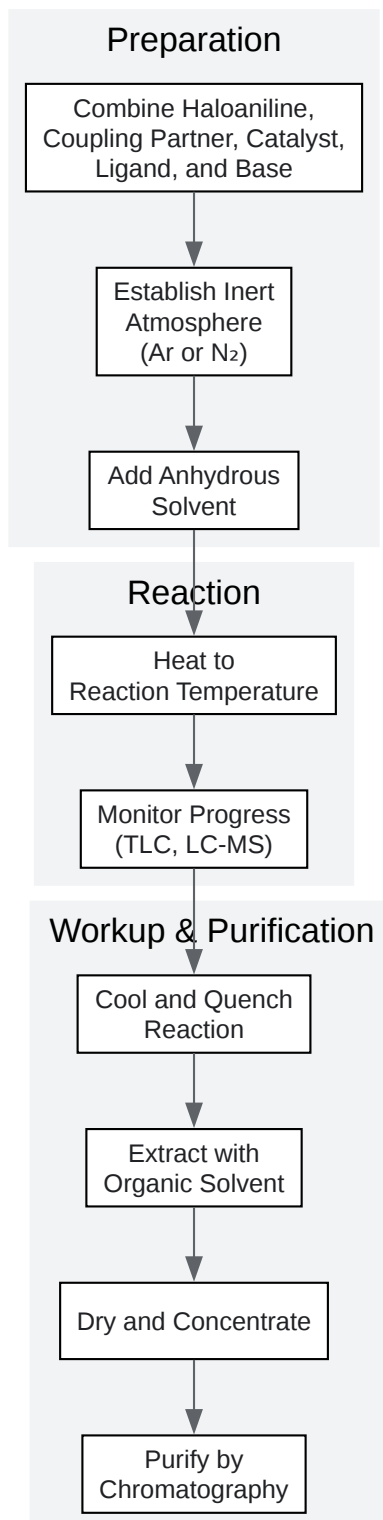 Preparation
Combine Haloaniline,
Coupling Partner, Catalyst,
Ligand, and Base
Establish Inert
Atmosphere
(Ar or N₂)
Add Anhydrous
Solvent
Reaction
Heat to
Reaction Temperature
Monitor Progress
(TLC, LC-MS)
Workup & Purification
Cool and Quench
Reaction
Extract with
Organic Solvent
Dry and Concentrate
Purify by
Chromatography